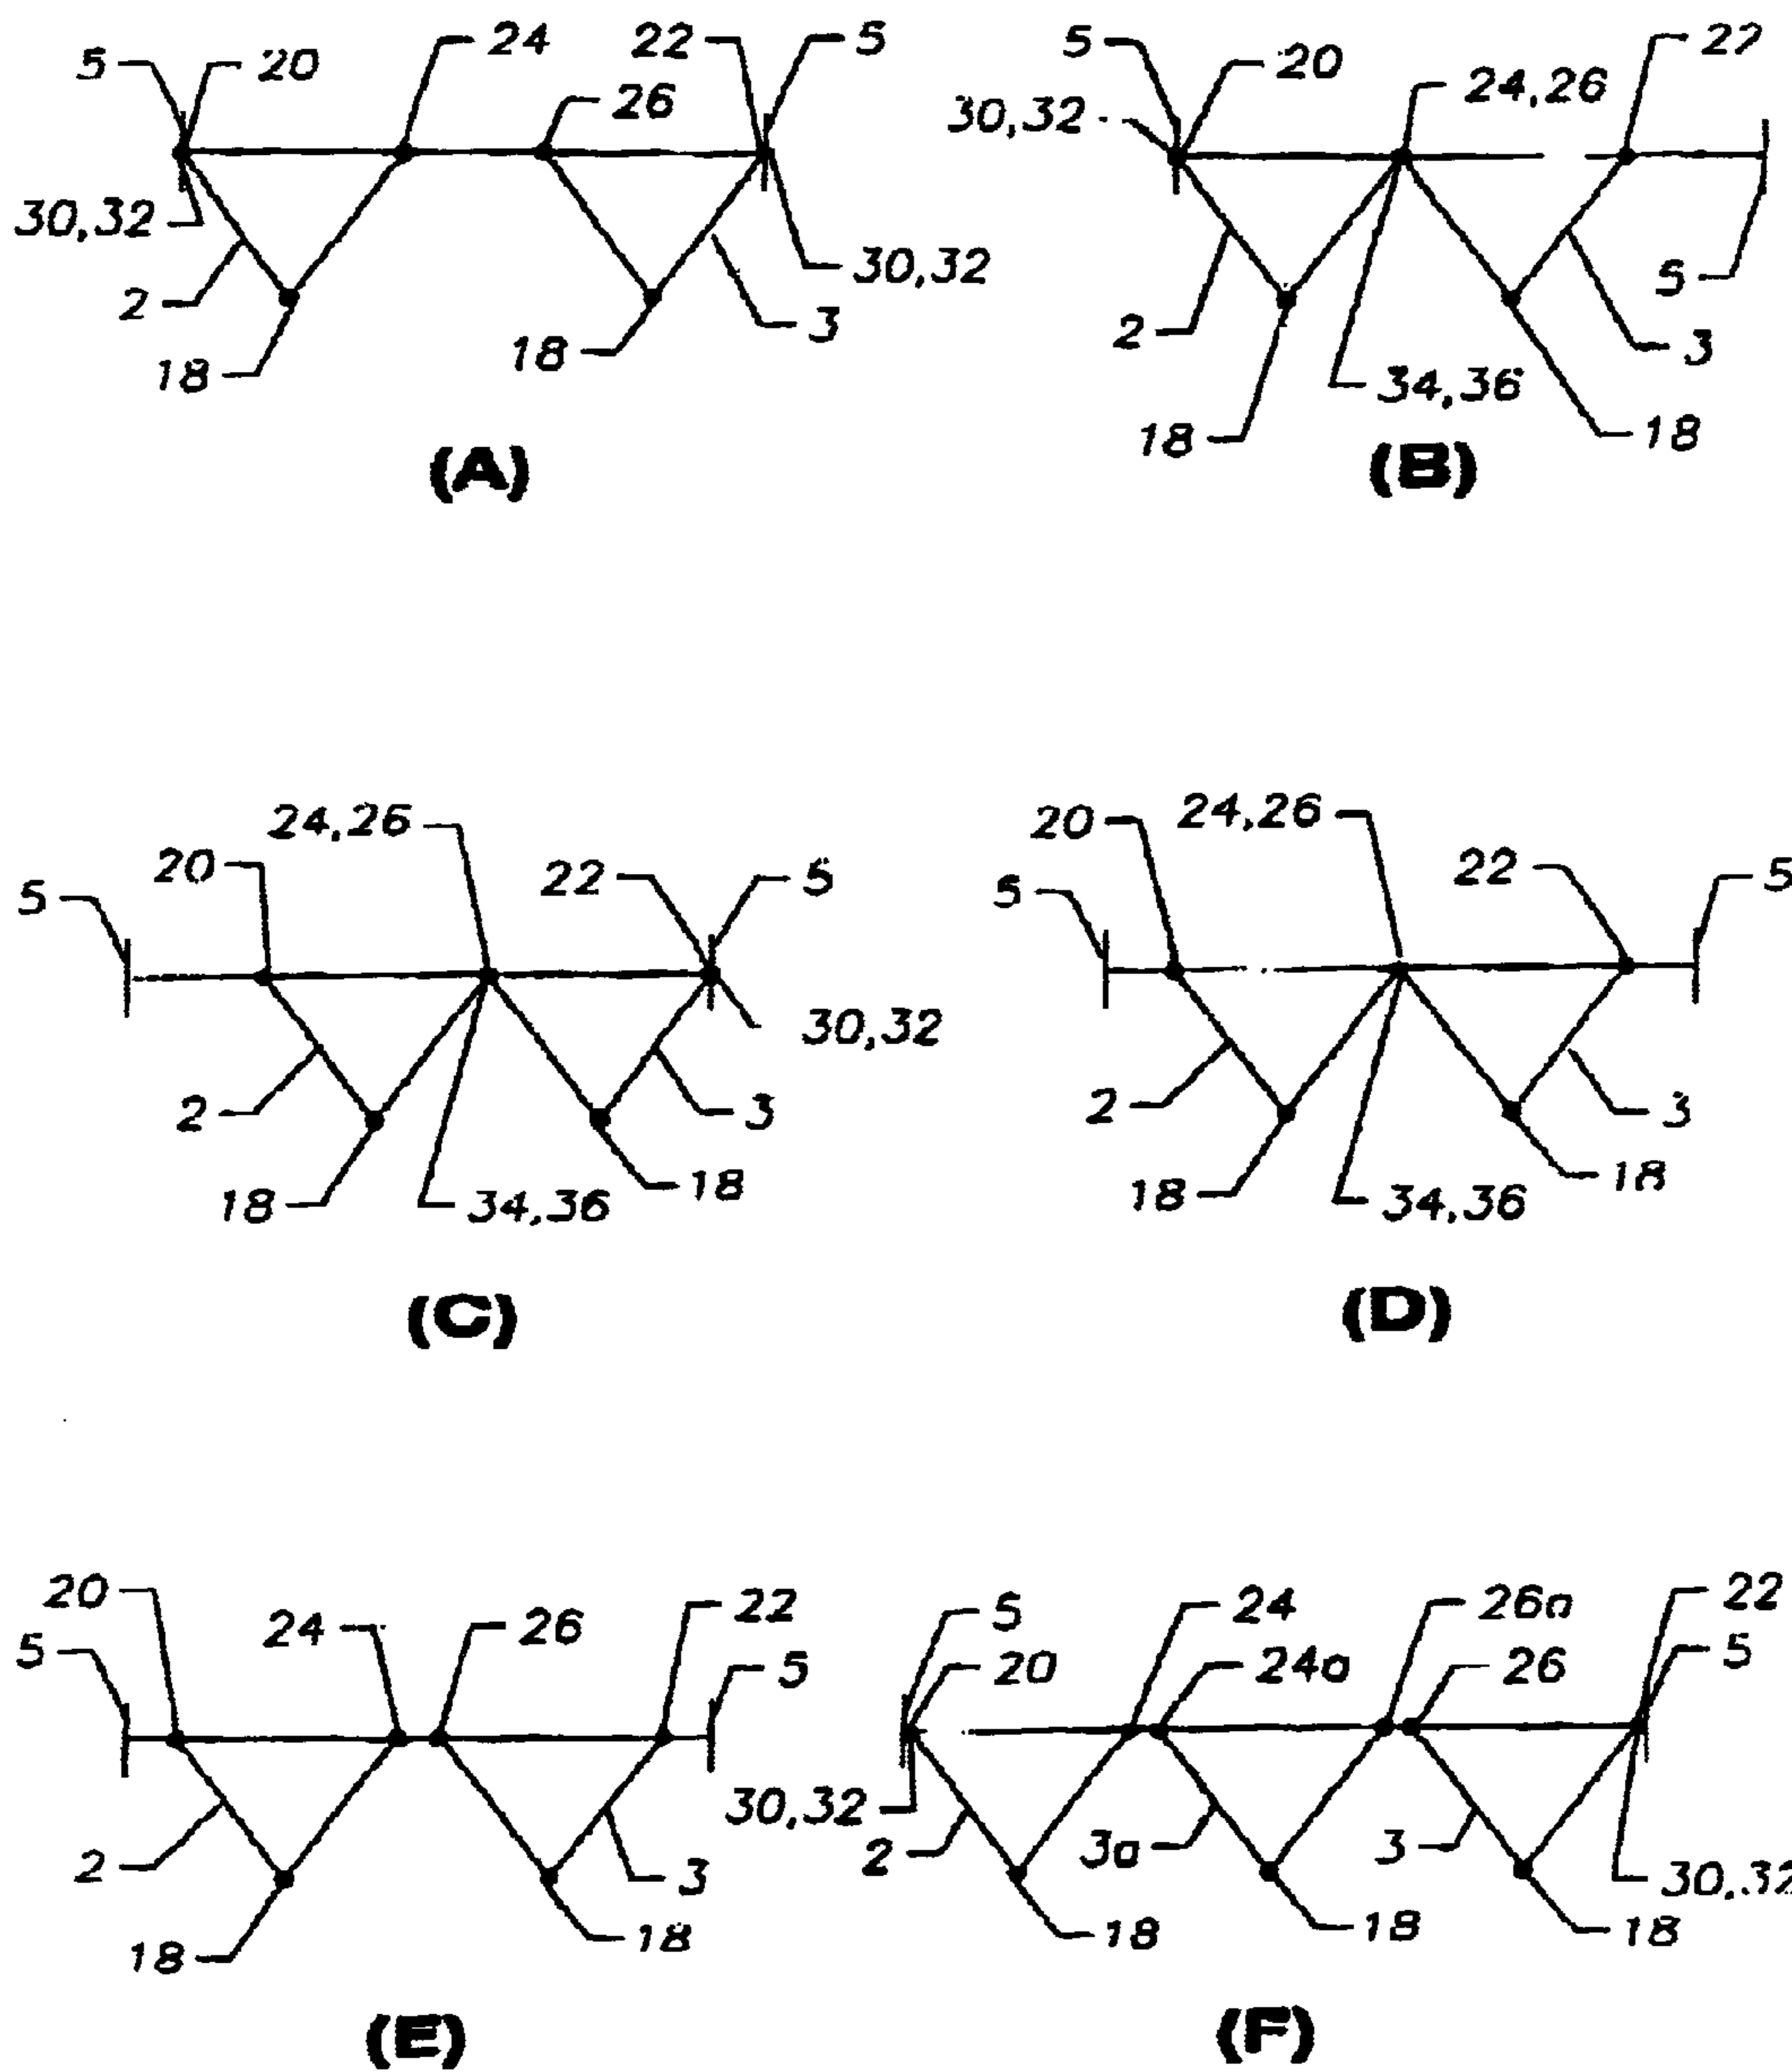 5 20 24 22 5
26
30,32
30,32
2 3
18 18
(A)
5 20 22
30,32 24,26
5
2 3
34,36
18 18
(B)
24,26
20 22 5
5
30,32
2 3
18 34,36 18
(C)
20 24,26
5 22 5
2 3
18 34,36 18
(D)
20 24 26 22
5 5
2 3
18 18
(E)
5 24 26a 22
20 24a 26 5
30,32
2 3a 3
30,32
18 18 18
(F)